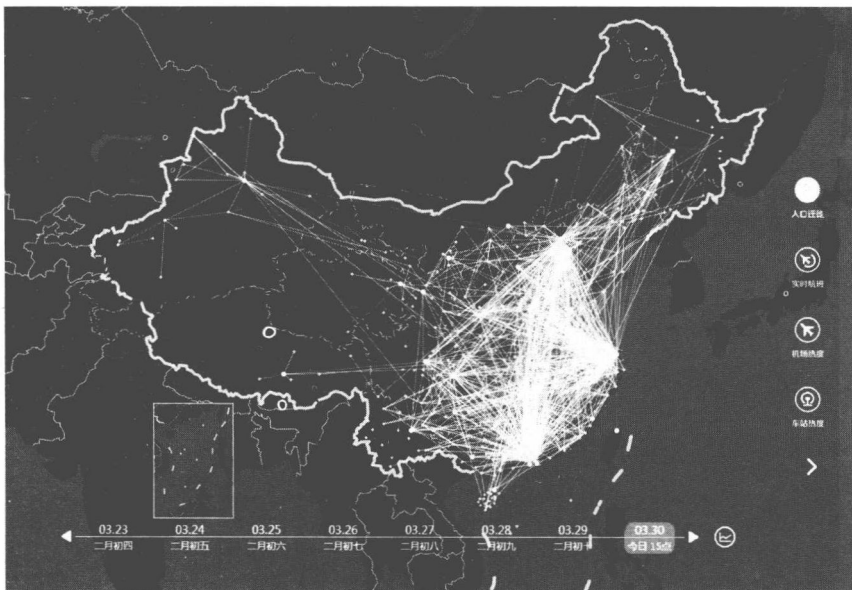 人口迁徙
实时航班
机场热度
车站热度
03.23 03.24 03.25 03.26 03.27 03.28 03.29 03.30
二月初四 二月初五 二月初六 二月初七 二月初八 二月初九 二月初十 今日 15点